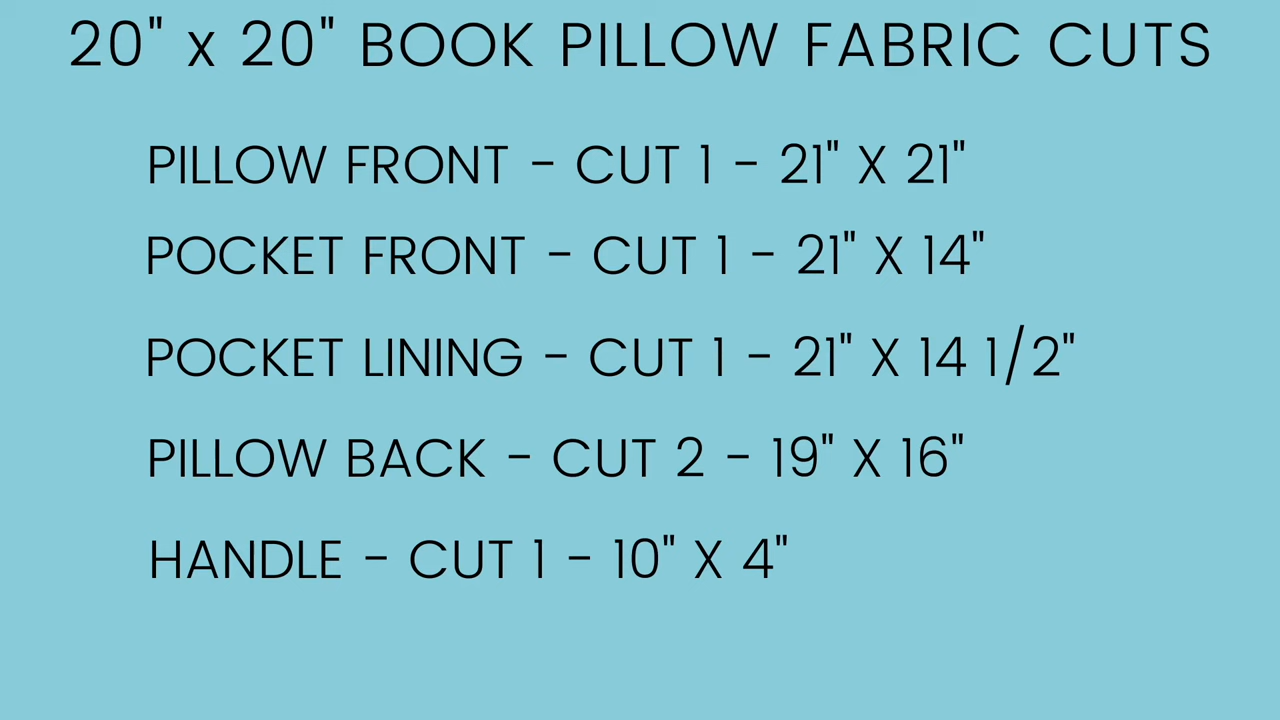 20" x 20" BOOK PILLOW FABRIC CUTS
PILLOW FRONT - CUT 1 - 21" X 21"
POCKET FRONT - CUT 1 - 21" X 14"
POCKET LINING - CUT 1 - 21" X 14 1/2"
PILLOW BACK - CUT 2 - 19" X 16"
HANDLE - CUT 1 - 10" X 4"